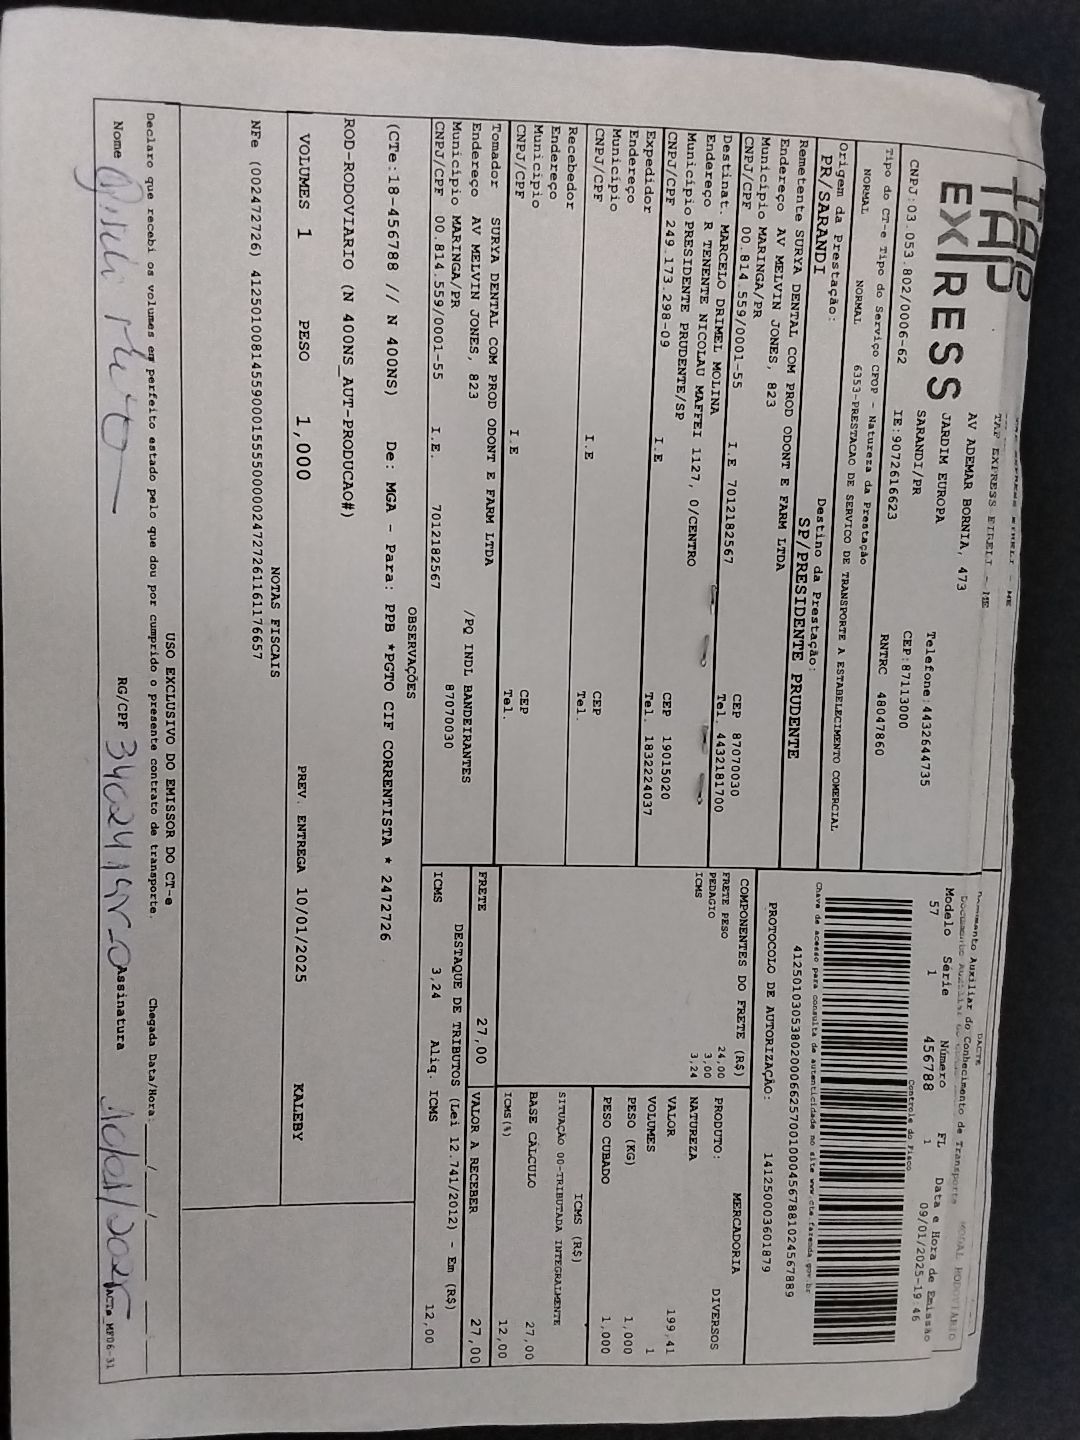 TAP
EXPRESS
TAP EXPRESS EIRELI - ME
AV ADEMAR BORNIA, 473
JARDIM EUROPA
SARANDI/PR
Telefone:4432644735
CEP:87113000
CNPJ:03.053.802/0006-62 IE:9072616623 RNTRC 48047860
Tipo do CT-e Tipo do Serviço CFOP - Natureza da Prestação
NORMAL NORMAL 6353-PRESTACAO DE SERVICO DE TRANSPORTE A ESTABELECIMENTO COMERCIAL
Origem da Prestação: Destino da Prestação:
PR/SARANDI SP/PRESIDENTE PRUDENTE
Remetente SURYA DENTAL COM PROD ODONT E FARM LTDA
Endereço AV MELVIN JONES, 823
Município MARINGA/PR CEP 87070030
CNPJ/CPF 00.814.559/0001-55 I.E 7012182567 Tel. 4432181700
Destinat. MARCELO DRIMEL MOLINA
Endereço R TENENTE NICOLAU MAFFEI 1127, 0/CENTRO
Município PRESIDENTE PRUDENTE/SP CEP 19015020
CNPJ/CPF 249.173.298-09 I.E Tel. 1832224037
Expedidor
Endereço
Município CEP
CNPJ/CPF I.E Tel.
Recebedor
Endereço
Município CEP
CNPJ/CPF I.E Tel.
Tomador SURYA DENTAL COM PROD ODONT E FARM LTDA
Endereço AV MELVIN JONES, 823 /PQ INDL BANDEIRANTES
Município MARINGA/PR 87070030
CNPJ/CPF 00.814.559/0001-55 I.E. 7012182567
DACTE
Documento Auxiliar do Conhecimento de Transporte
MODAL RODOVIARIO
Modelo Série Número FL Data e Hora de Emissão
57 1 456788 1 09/01/2025-19:46
Controle do Fisco
Chave de acesso para consulta de autenticidade no site www.cte.fazenda.gov.br
41250103053802000662570010004567881024567889
PROTOCOLO DE AUTORIZAÇÃO: 141250003601879
COMPONENTES DO FRETE (R$)
FRETE PESO 24,00
PEDAGIO 3,00
ICMS 3,24
PRODUTO: MERCADORIA
NATUREZA DIVERSOS
VALOR 199,41
VOLUMES 1
PESO (KG) 1,000
PESO CUBADO 1,000
ICMS (R$)
SITUAÇÃO 00-TRIBUTADA INTEGRALMENTE
BASE CÁLCULO 27,00
ICMS(%) 12,00
FRETE 27,00 VALOR A RECEBER 27,00
DESTAQUE DE TRIBUTOS (Lei 12.741/2012) - Em (R$)
ICMS 3,24 Aliq. ICMS 12,00
OBSERVAÇÕES
(CTe:18-456788 // N 400NS) De: MGA - Para: PPB *PGTO CIF CORRENTISTA * 2472726
ROD-RODOVIARIO (N 400NS_AUT-PRODUCAO#)
VOLUMES 1 PESO 1,000 PREV. ENTREGA 10/01/2025 KALEBY
NOTAS FISCAIS
NFe (002472726) 41250100814559000155550000024727261161176657
USO EXCLUSIVO DO EMISSOR DO CT-e
Declaro que recebi os volumes em perfeito estado pelo que dou por cumprido o presente contrato de transporte. Chegada Data/Hora: __/__/__
Nome RG/CPF Assinatura
DACTe MF06-31